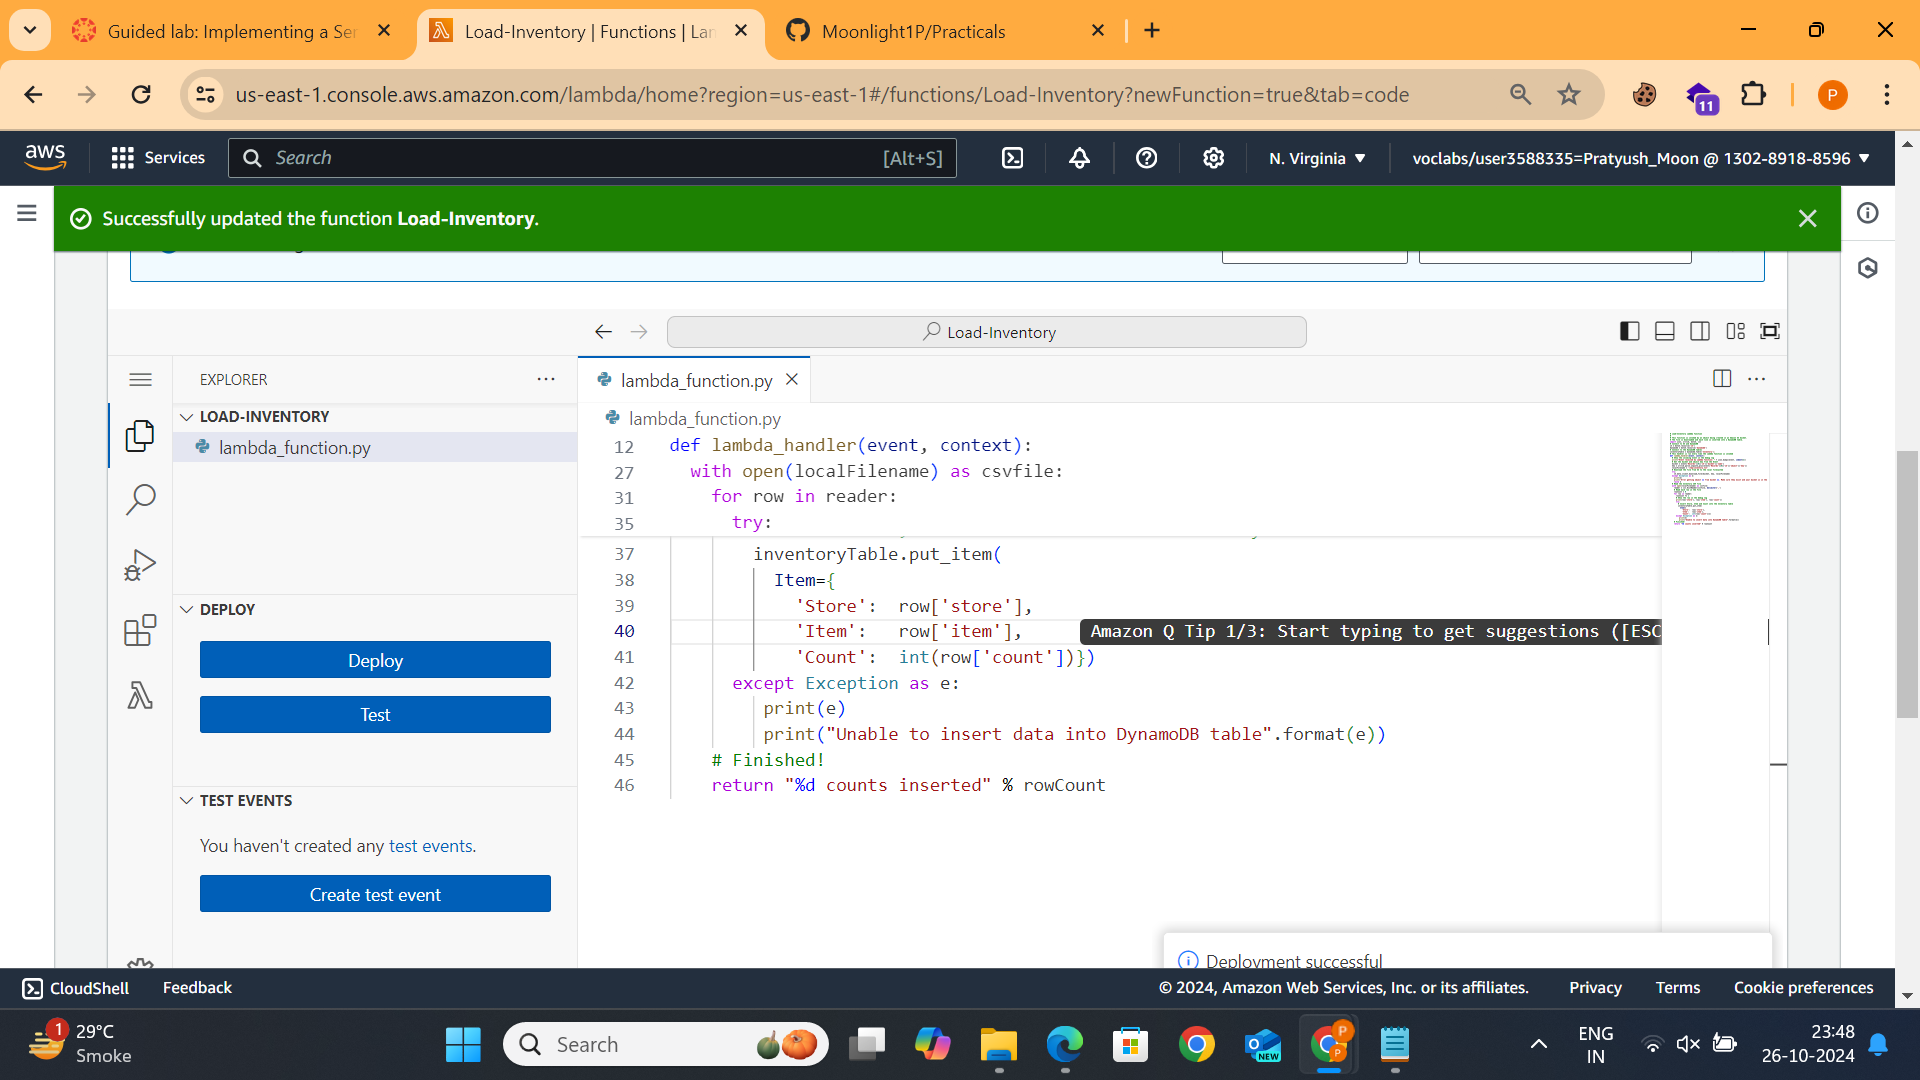 Guided lab: Implementing a Ser
Load-Inventory | Functions | Lam
Moonlight1P/Practicals
us-east-1.console.aws.amazon.com/lambda/home?region=us-east-1#/functions/Load-Inventory?newFunction=true&tab=code
11
P
aws
Services
Search
[Alt+S]
N. Virginia
voclabs/user3588335=Pratyush_Moon @ 1302-8918-8596
Successfully updated the function Load-Inventory.
Load-Inventory
EXPLORER
lambda_function.py
LOAD-INVENTORY
lambda_function.py
lambda_function.py
12 def lambda_handler(event, context):
27 with open(localFilename) as csvfile:
31 for row in reader:
35 try:
37 inventoryTable.put_item(
38 Item={
39 'Store': row['store'],
40 'Item': row['item'],
Amazon Q Tip 1/3: Start typing to get suggestions ([ESC
41 'Count': int(row['count'])})
42 except Exception as e:
43 print(e)
44 print("Unable to insert data into DynamoDB table".format(e))
45 # Finished!
46 return "%d counts inserted" % rowCount
DEPLOY
Deploy
Test
TEST EVENTS
You haven't created any test events.
Create test event
Deployment successful
CloudShell
Feedback
© 2024, Amazon Web Services, Inc. or its affiliates.
Privacy
Terms
Cookie preferences
1
29°C
Smoke
Search
NEW
P
P
ENG
IN
23:48
26-10-2024